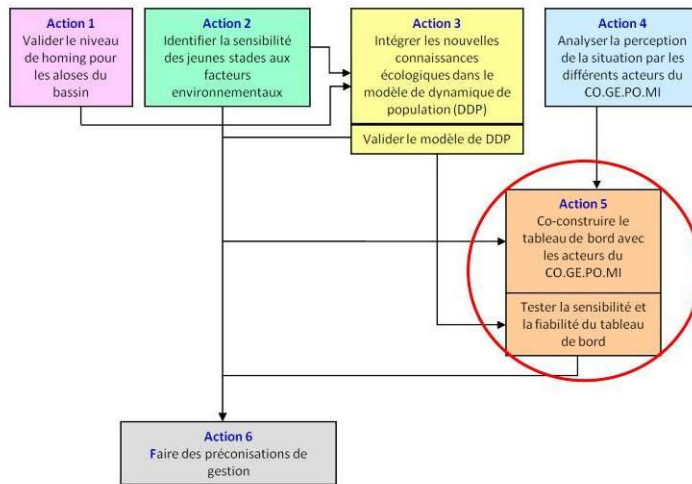 Action 1
Valider le niveau
de homing pour
les aloses du
bassin
Action 2
Identifier la sensibilité
des jeunes stades aux
facteurs
environnementaux
Action 3
Intégrer les nouvelles
connaissances
écologiques dans le
modèle de dynamique de
population (DDP)
Valider le modèle de DDP
Action 4
Analyser la perception
de la situation par les
différents acteurs du
CO.GE.PO.MI
Action 5
Co-construire le
tableau de bord avec
les acteurs du
CO.GE.PO.MI
Tester la sensibilité et
la fiabilité du tableau
de bord
Action 6
Faire des préconisations de
gestion